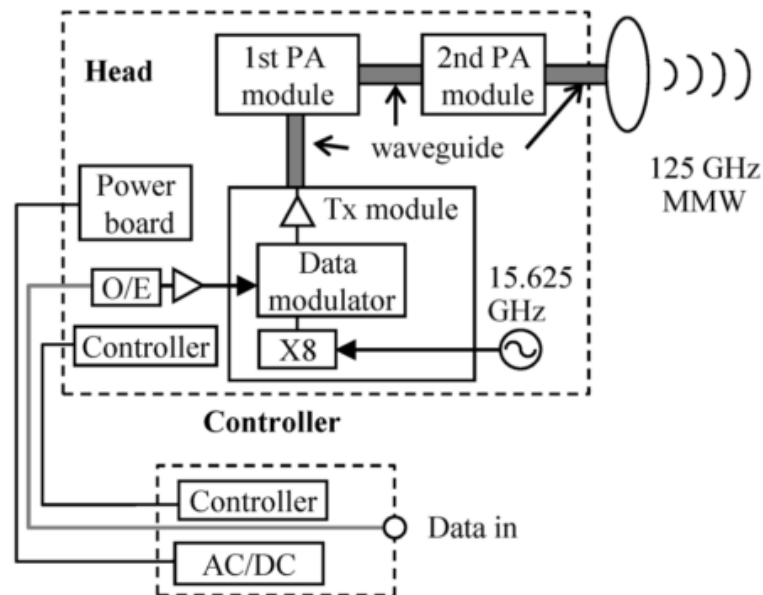 Head
1st PA
module
2nd PA
module
waveguide
125 GHz
MMW
Power
board
Tx module
O/E
Data
modulator
15.625
GHz
Controller
X8
Controller
Controller
Data in
AC/DC